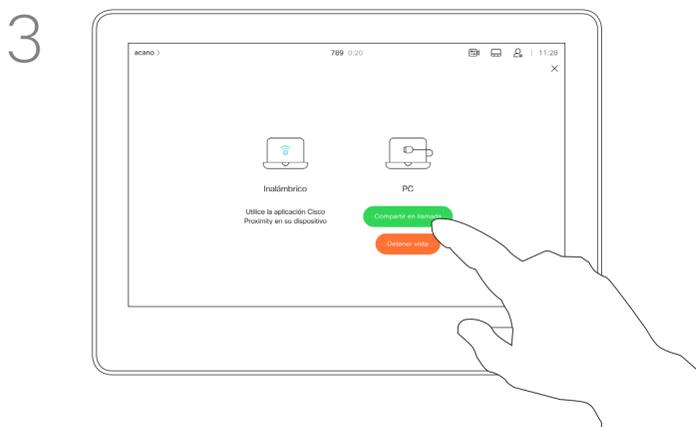 3
acano >
789 0:20
11:28
Inalámbrico
PC
Utilice la aplicación Cisco
Proximity en su dispositivo
Compartir en llamada
Detener vista